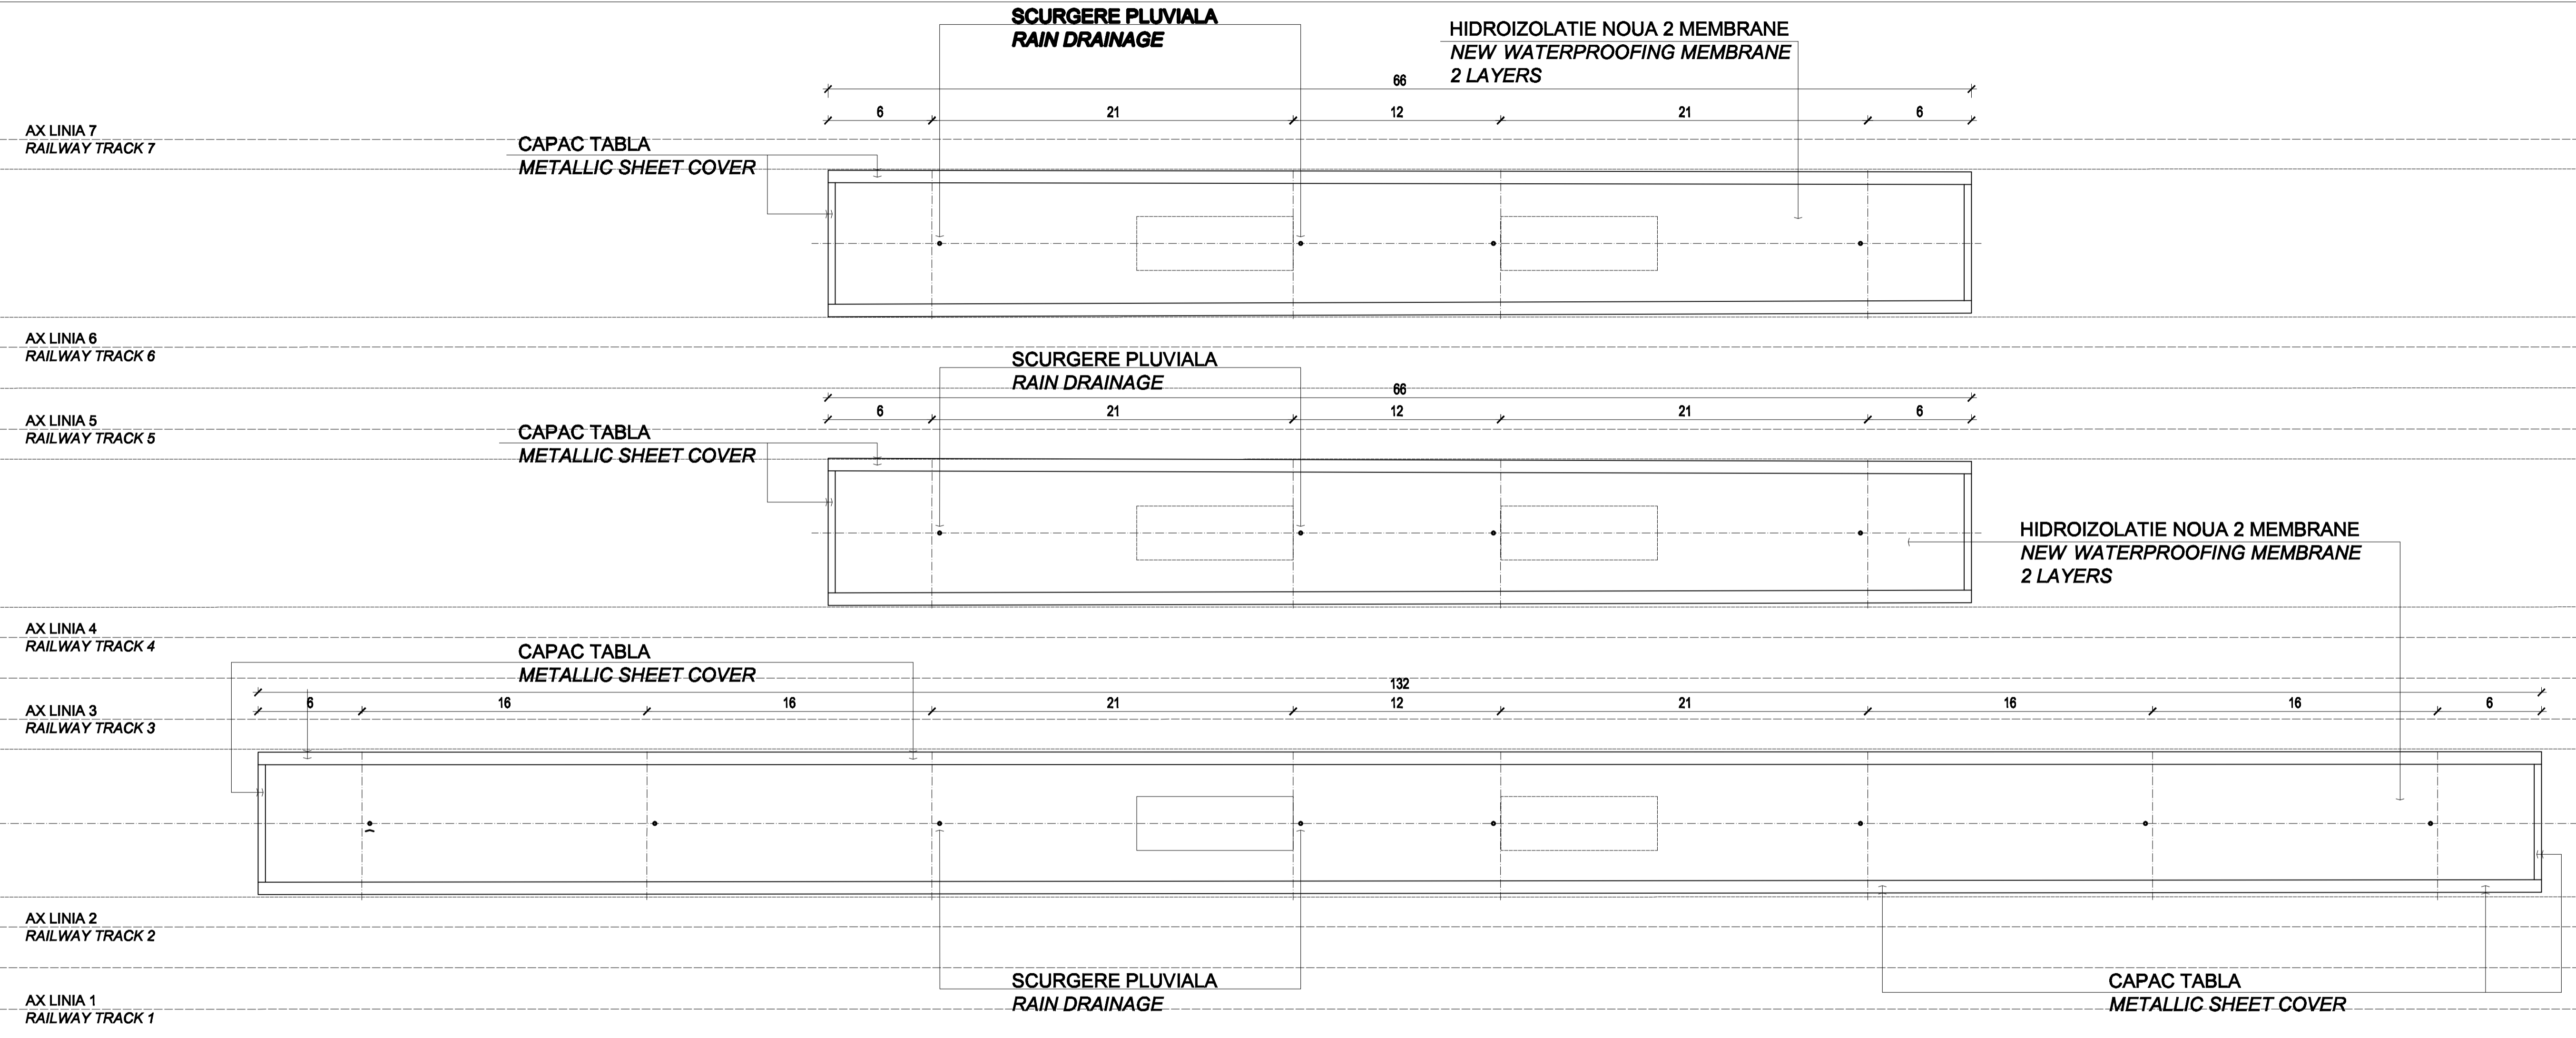 SCURGERE PLUVIALA
RAIN DRAINAGE
HIDROIZOLATIE NOUA 2 MEMBRANE
NEW WATERPROOFING MEMBRANE
2 LAYERS
66
6 21 12 21 6
AX LINIA 7
RAILWAY TRACK 7
CAPAC TABLA
METALLIC SHEET COVER
AX LINIA 6
RAILWAY TRACK 6
SCURGERE PLUVIALA
RAIN DRAINAGE
66
6 21 12 21 6
AX LINIA 5
RAILWAY TRACK 5
CAPAC TABLA
METALLIC SHEET COVER
HIDROIZOLATIE NOUA 2 MEMBRANE
NEW WATERPROOFING MEMBRANE
2 LAYERS
AX LINIA 4
RAILWAY TRACK 4
CAPAC TABLA
METALLIC SHEET COVER
132
6 16 16 21 12 21 16 16 6
AX LINIA 3
RAILWAY TRACK 3
AX LINIA 2
RAILWAY TRACK 2
SCURGERE PLUVIALA
RAIN DRAINAGE
CAPAC TABLA
METALLIC SHEET COVER
AX LINIA 1
RAILWAY TRACK 1